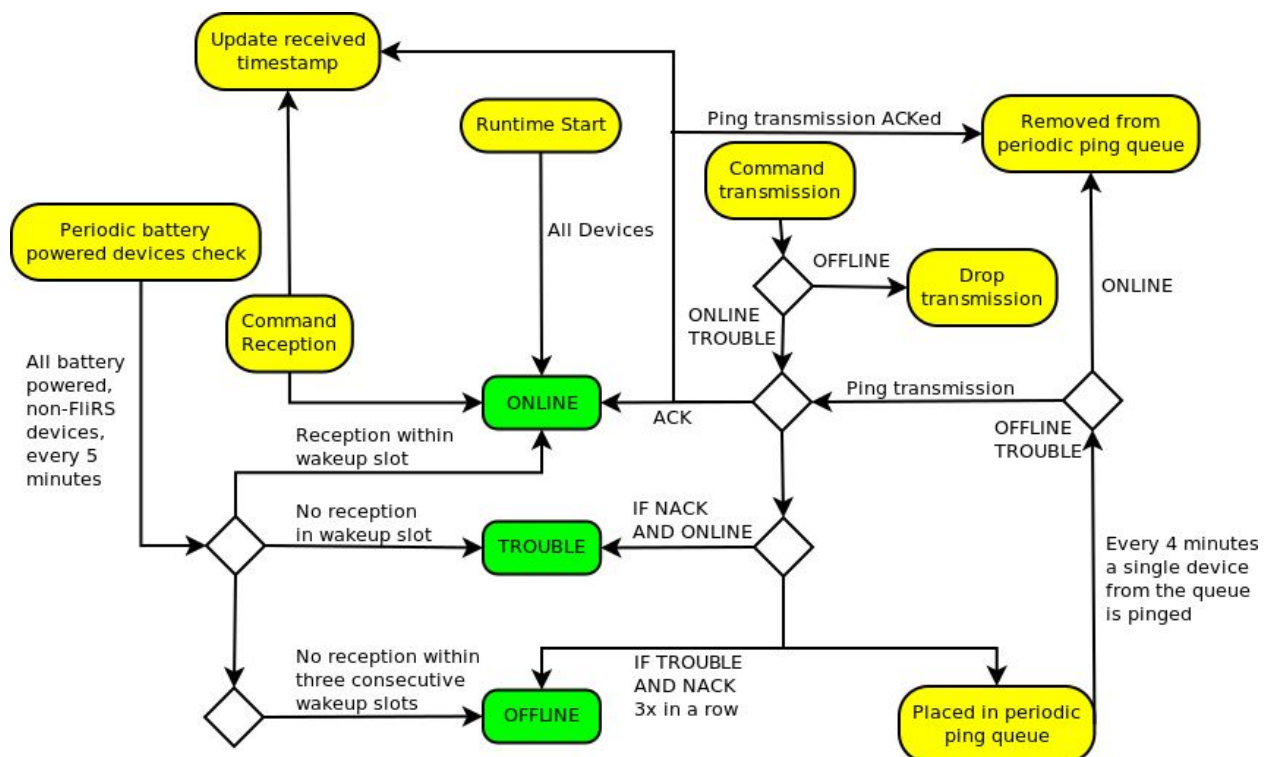 Update received
timestamp
Runtime Start
Ping transmission ACKed
Removed from
periodic ping queue
Command
transmission
Periodic battery
powered devices check
All Devices
OFFLINE
Drop
transmission
ONLINE
Command
Reception
ONLINE
TROUBLE
All battery
powered,
non-FliRS
devices,
every 5
minutes
ONLINE
ACK
Ping transmission
OFFLINE
TROUBLE
Reception within
wakeup slot
No reception
in wakeup slot
TROUBLE
IF NACK
AND ONLINE
Every 4 minutes
a single device
from the queue
is pinged
No reception within
three consecutive
wakeup slots
OFFLINE
IF TROUBLE
AND NACK
3x in a row
Placed in periodic
ping queue